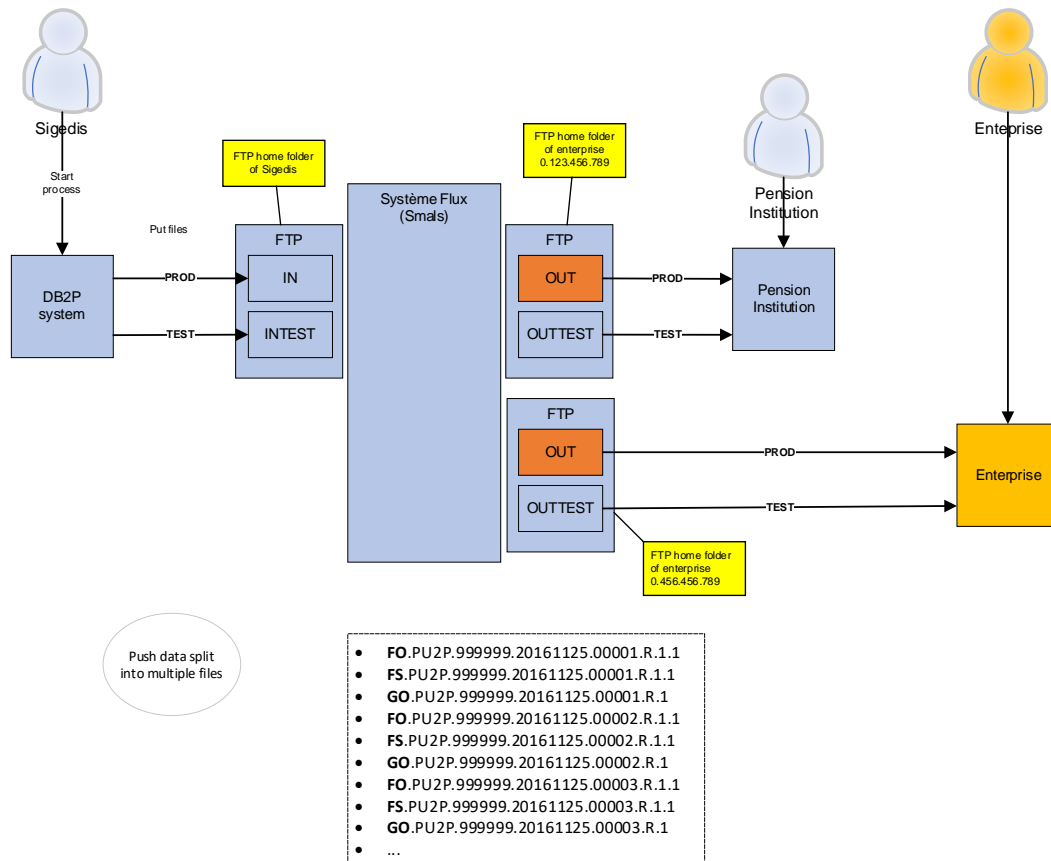 Sigedis
Enteprise
Pension
Institution
Start
process
Put files
FTP home folder
of Sigedis
FTP home folder
of enterprise
0.123.456.789
Système Flux
(Smals)
DB2P
system
PROD
TEST
FTP
IN
INTEST
FTP
OUT
OUTTEST
PROD
TEST
Pension
Institution
FTP
OUT
OUTTEST
PROD
TEST
Enterprise
FTP home folder
of enterprise
0.456.456.789
Push data split
into multiple files
• FO.PU2P.999999.20161125.00001.R.1.1
• FS.PU2P.999999.20161125.00001.R.1.1
• GO.PU2P.999999.20161125.00001.R.1
• FO.PU2P.999999.20161125.00002.R.1.1
• FS.PU2P.999999.20161125.00002.R.1.1
• GO.PU2P.999999.20161125.00002.R.1
• FO.PU2P.999999.20161125.00003.R.1.1
• FS.PU2P.999999.20161125.00003.R.1.1
• GO.PU2P.999999.20161125.00003.R.1
• ...